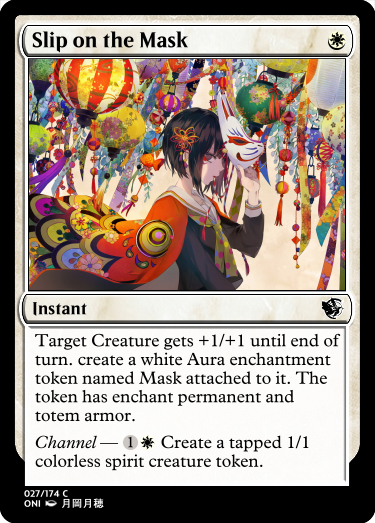 Slip on the Mask
Instant
Target Creature gets +1/+1 until end of
turn. create a white Aura enchantment
token named Mask attached to it. The
token has enchant permanent and
totem armor.
Channel — 1 Create a tapped 1/1
colorless spirit creature token.
027/174 C
ONI 月岡月穂